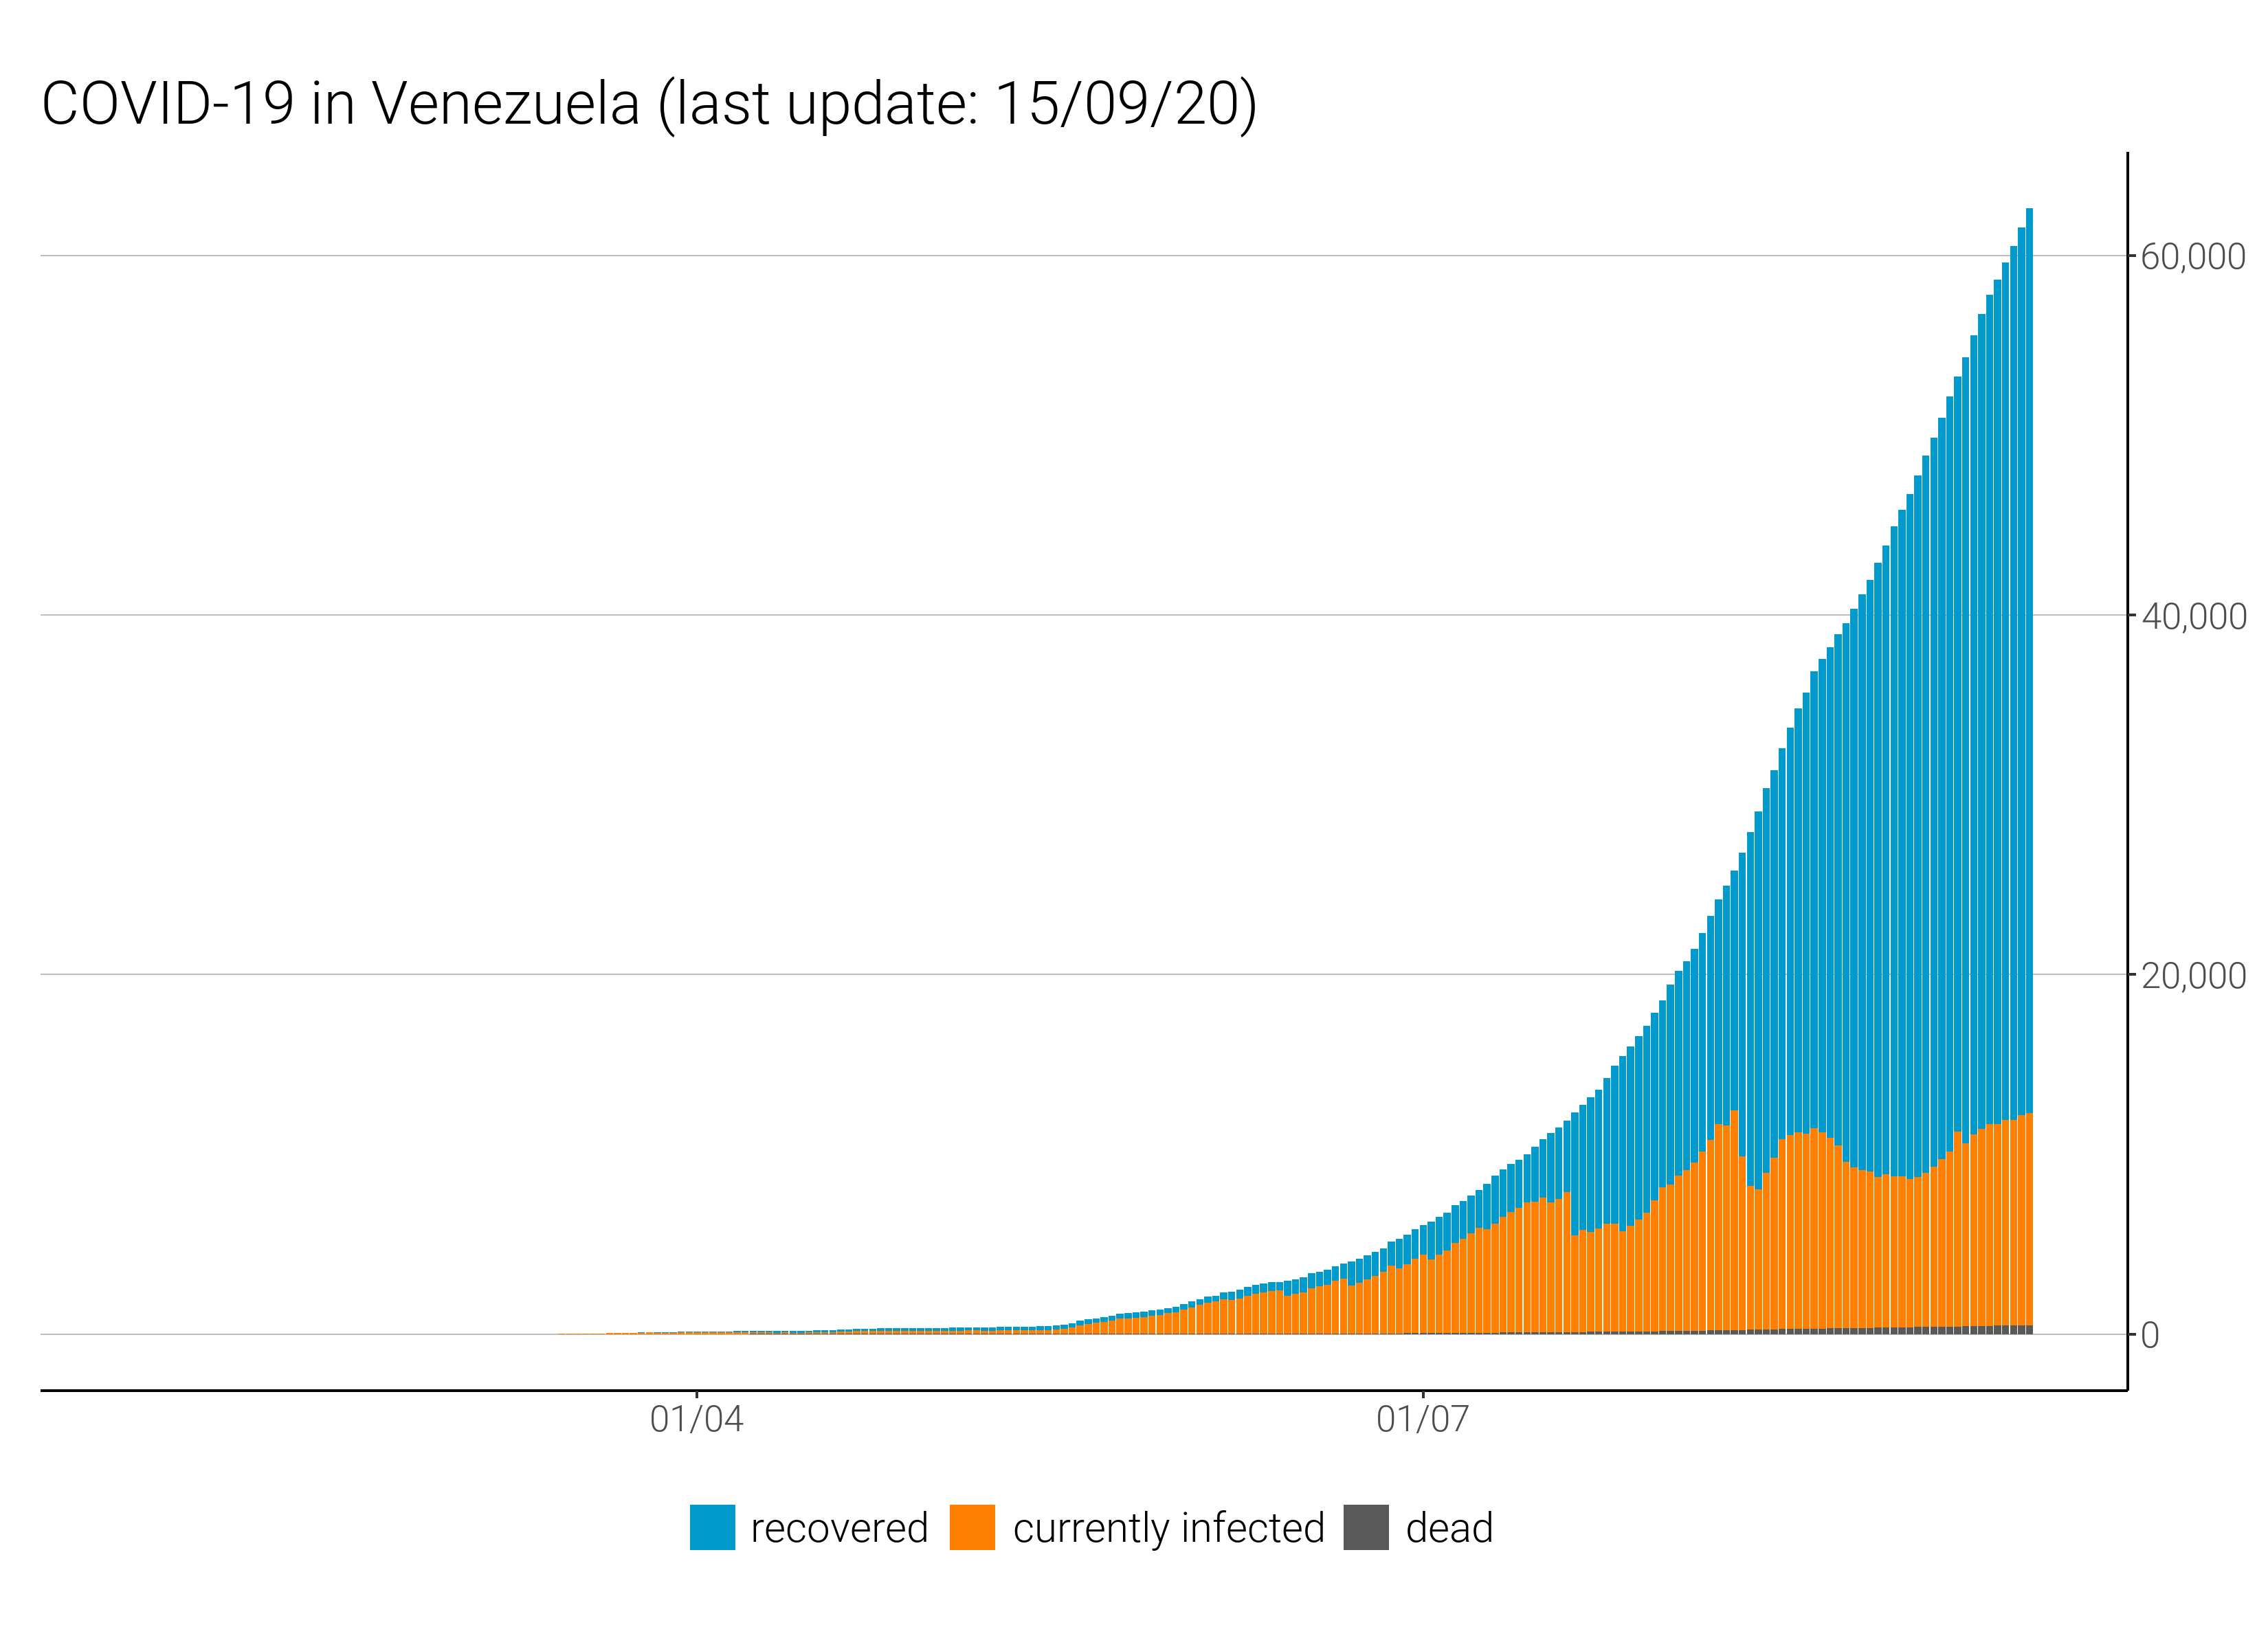 COVID-19 in Venezuela (last update: 15/09/20)
60,000
40,000
20,000
0
01/04 01/07
recovered currently infected dead